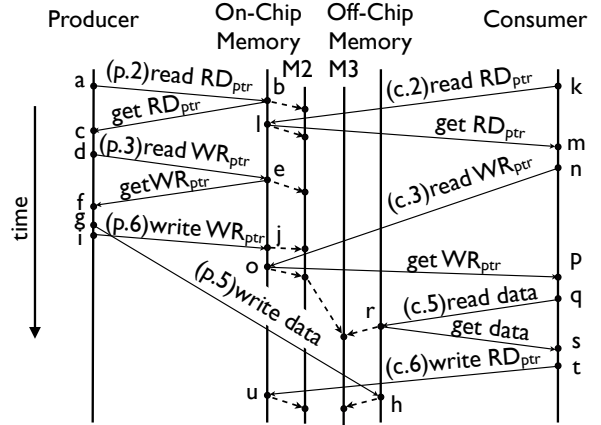 Producer
On-Chip Memory
Off-Chip Memory
Consumer
M2
M3
a
(p.2)read RDptr
b
(c.2)read RDptr
k
get RDptr
c
l
get RDptr
m
d
(p.3)read WRptr
e
n
(c.3)read WRptr
getWRptr
f
g
i
(p.6)write WRptr
j
o
get WRptr
p
(p.5)write data
r
(c.5)read data
q
get data
s
(c.6)write RDptr
t
u
h
time